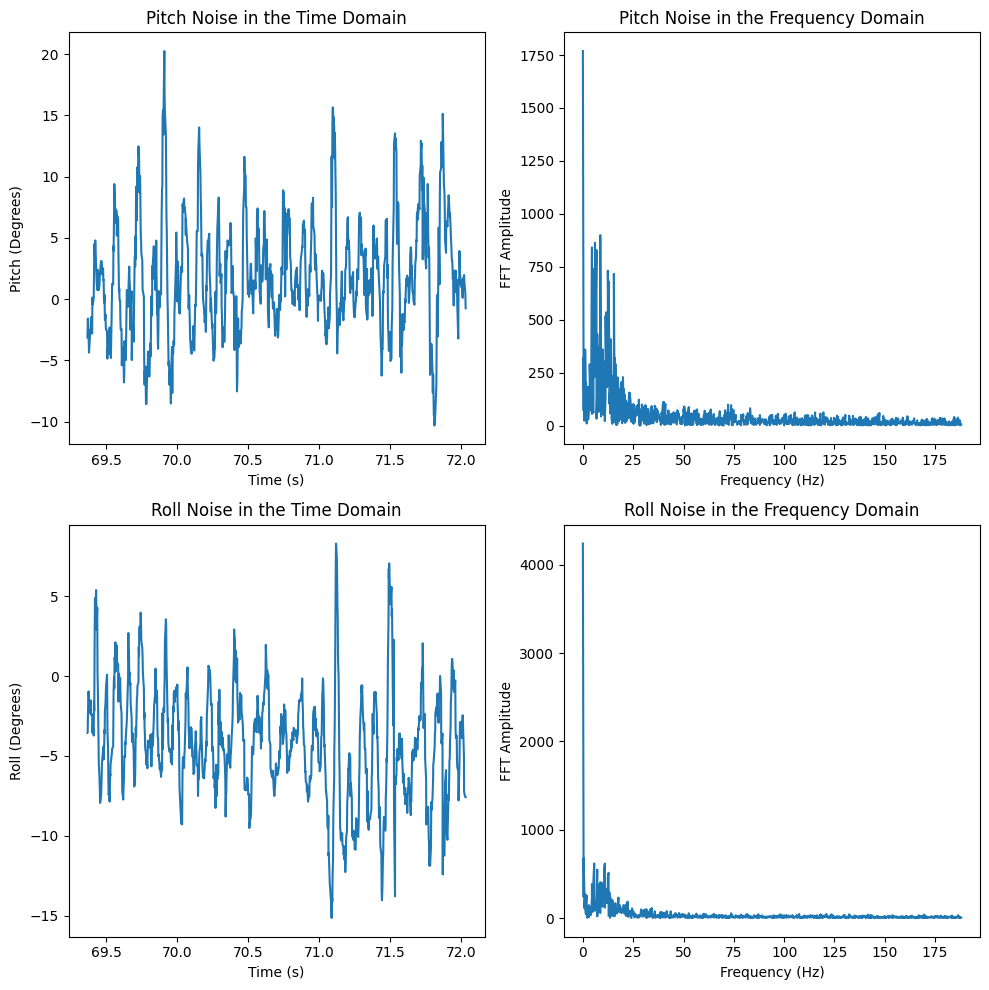 Pitch Noise in the Time Domain
Pitch (Degrees)
20
15
10
5
0
−5
−10
69.5 70.0 70.5 71.0 71.5 72.0
Time (s)
Pitch Noise in the Frequency Domain
FFT Amplitude
1750
1500
1250
1000
750
500
250
0
0 25 50 75 100 125 150 175
Frequency (Hz)
Roll Noise in the Time Domain
Roll (Degrees)
5
0
−5
−10
−15
69.5 70.0 70.5 71.0 71.5 72.0
Time (s)
Roll Noise in the Frequency Domain
FFT Amplitude
4000
3000
2000
1000
0
0 25 50 75 100 125 150 175
Frequency (Hz)